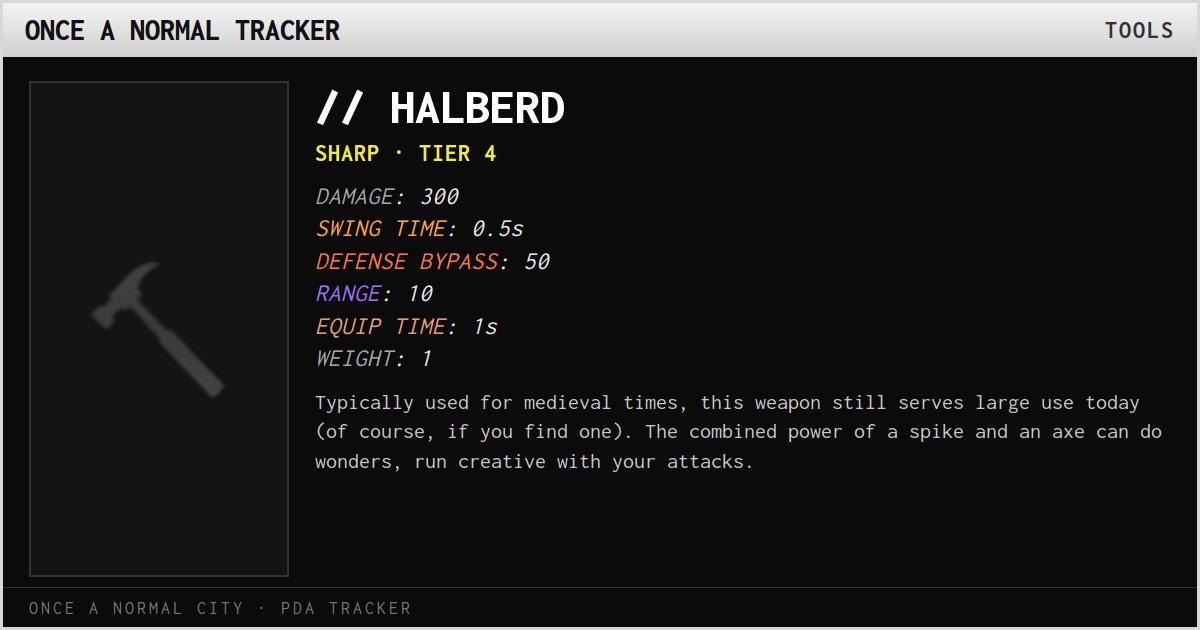 ONCE A NORMAL TRACKER
TOOLS
// HALBERD
SHARP · TIER 4
DAMAGE: 300
SWING TIME: 0.5s
DEFENSE BYPASS: 50
RANGE: 10
EQUIP TIME: 1s
WEIGHT: 1
Typically used for medieval times, this weapon still serves large use today
(of course, if you find one). The combined power of a spike and an axe can do
wonders, run creative with your attacks.
ONCE A NORMAL CITY · PDA TRACKER